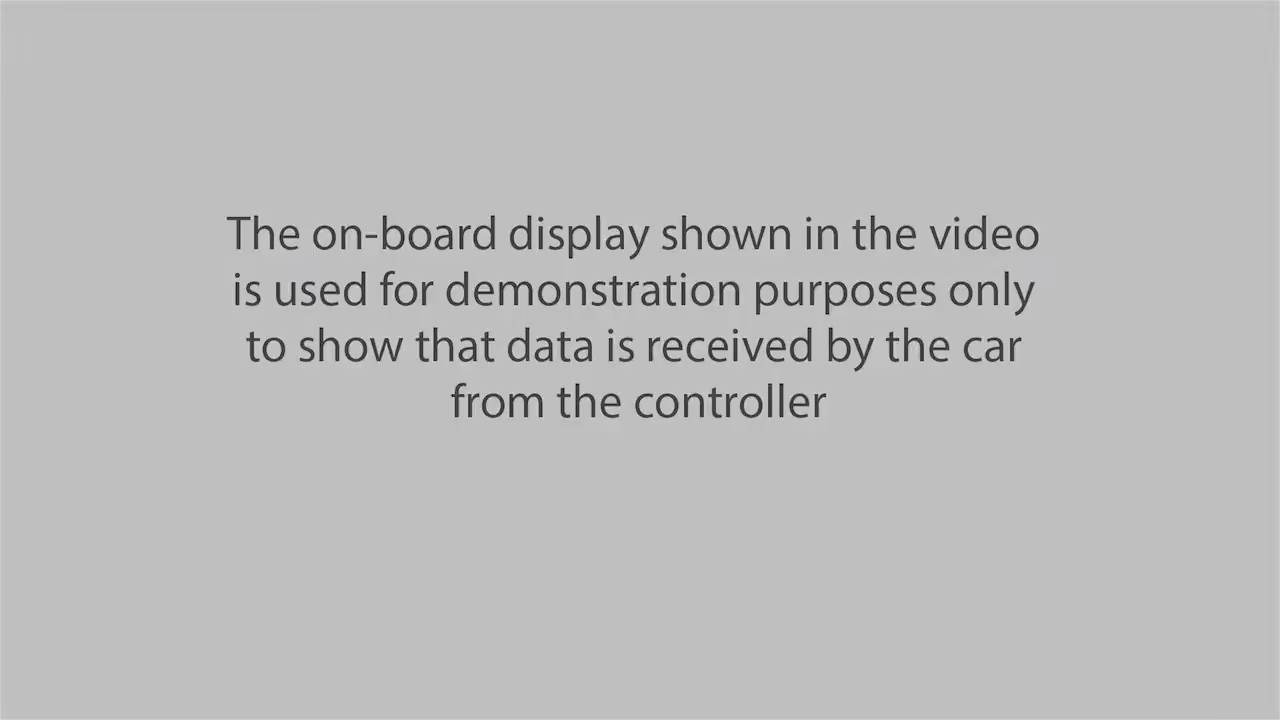 The on-board display shown in the video
is used for demonstration purposes only
to show that data is received by the car
from the controller